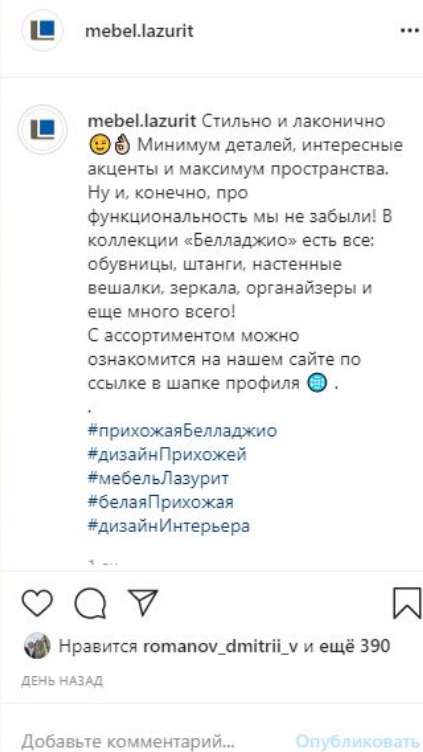 mebel.lazurit
mebel.lazurit Стильно и лаконично
😉👌🏻 Минимум деталей, интересные
акценты и максимум пространства.
Ну и, конечно, про
функциональность мы не забыли! В
коллекции «Белладжио» есть все:
обувницы, штанги, настенные
вешалки, зеркала, органайзеры и
еще много всего!
С ассортиментом можно
ознакомится на нашем сайте по
ссылке в шапке профиля 🌐 .
.
#прихожаяБелладжио
#дизайнПрихожей
#мебельЛазурит
#белаяПрихожая
#дизайнИнтерьера
Нравится romanov_dmitrii_v и ещё 390
ДЕНЬ НАЗАД
Добавьте комментарий... Опубликовать